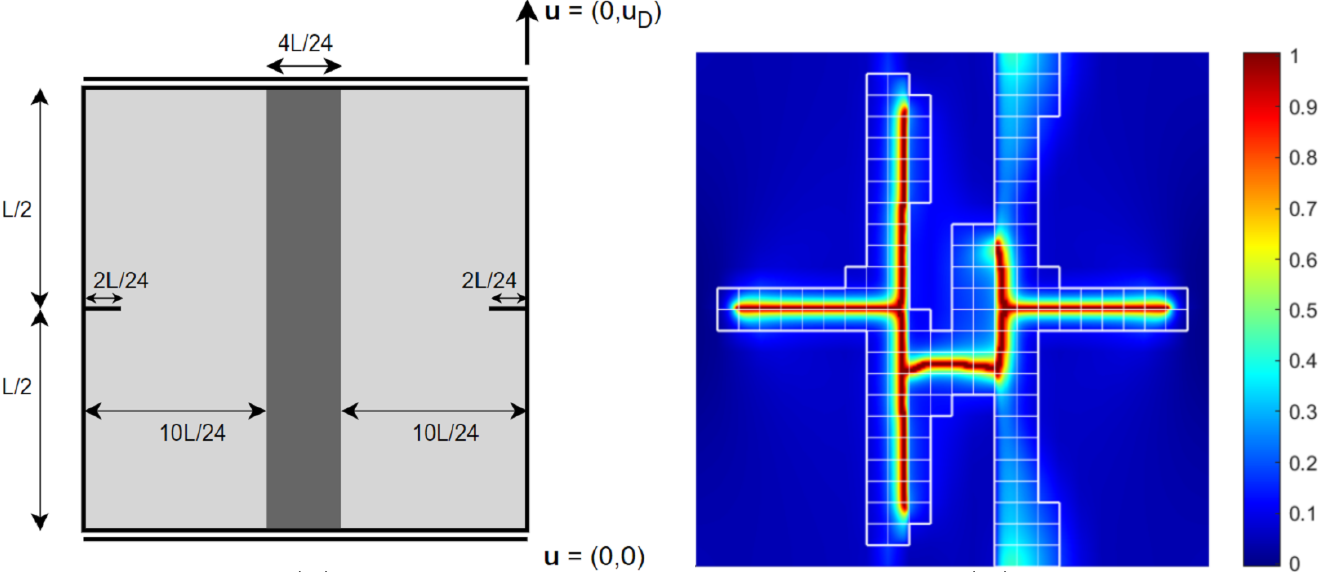 u = (0,uD)
4L/24
L/2
2L/24
2L/24
L/2
10L/24
10L/24
u = (0,0)
1
0.9
0.8
0.7
0.6
0.5
0.4
0.3
0.2
0.1
0